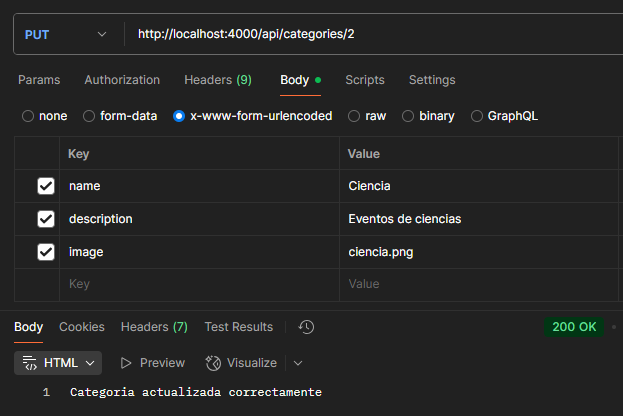 PUT http://localhost:4000/api/categories/2
Params Authorization Headers (9) Body Scripts Settings
none form-data x-www-form-urlencoded raw binary GraphQL
Key Value
name Ciencia
description Eventos de ciencias
image ciencia.png
Key Value
Body Cookies Headers (7) Test Results 200 OK
HTML Preview Visualize
1 Categoria actualizada correctamente